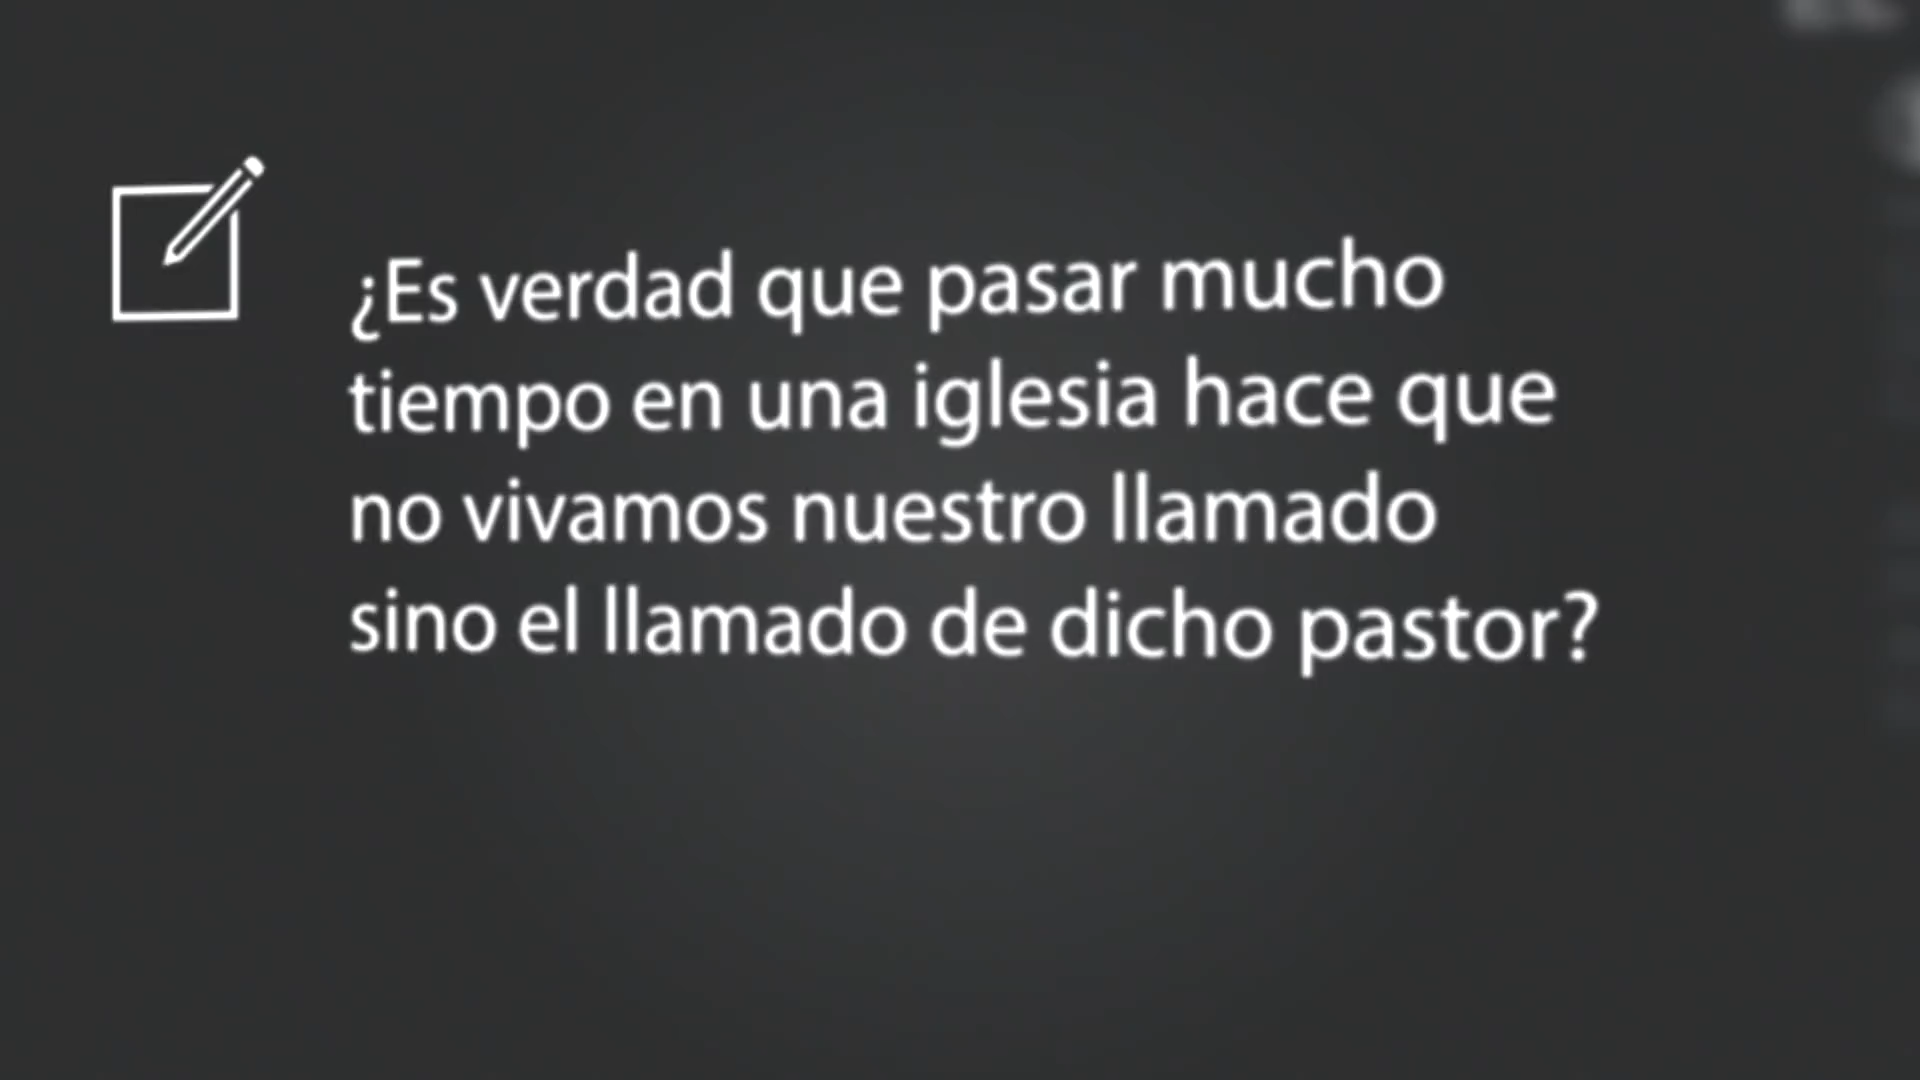 ¿Es verdad que pasar mucho
tiempo en una iglesia hace que
no vivamos nuestro llamado
sino el llamado de dicho pastor?